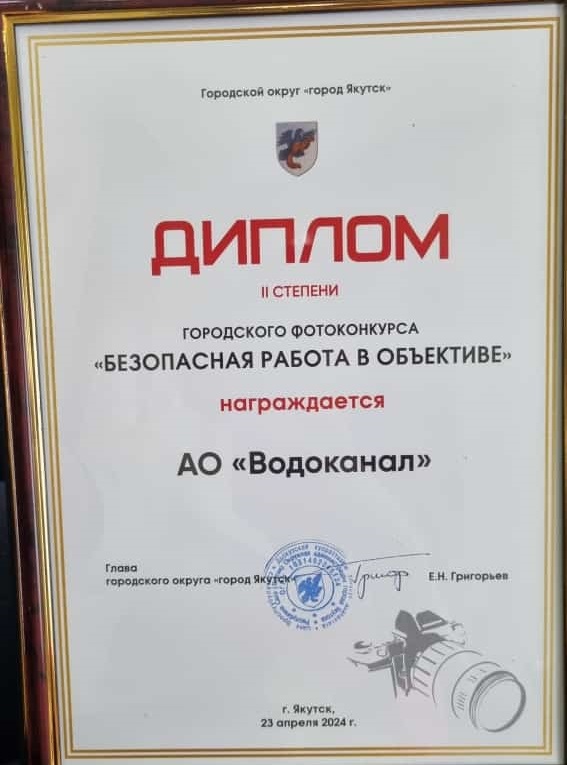 Городской округ «город Якутск»
ДИПЛОМ
II СТЕПЕНИ
ГОРОДСКОГО ФОТОКОНКУРСА
«БЕЗОПАСНАЯ РАБОТА В ОБЪЕКТИВЕ»
награждается
АО «Водоканал»
Глава
городского округа «город Якутск»
Е.Н. Григорьев
г. Якутск,
23 апреля 2024 г.